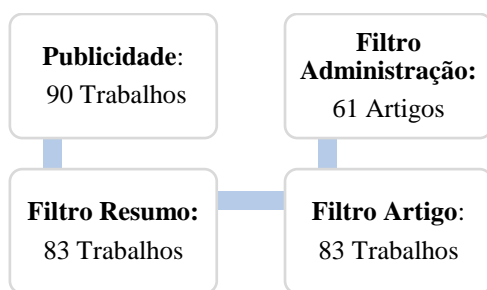 Publicidade:
90 Trabalhos
Filtro Resumo:
83 Trabalhos
Filtro Artigo:
83 Trabalhos
Filtro
Administração:
61 Artigos